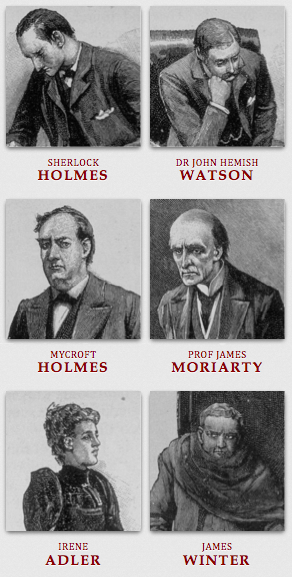 SHERLOCK
HOLMES
DR JOHN HEMISH
WATSON
MYCROFT
HOLMES
PROF JAMES
MORIARTY
IRENE
ADLER
JAMES
WINTER